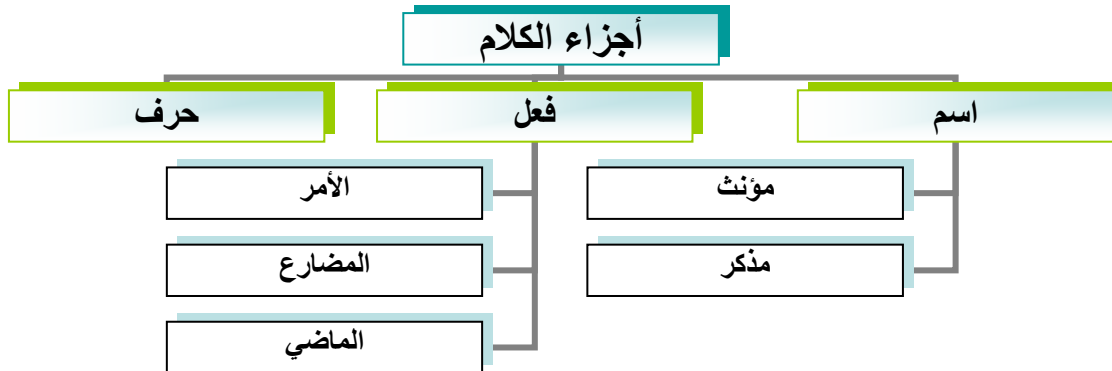 أجزاء الكلام
اسم
فعل
حرف
مؤنث
الأمر
مذكر
المضارع
الماضي